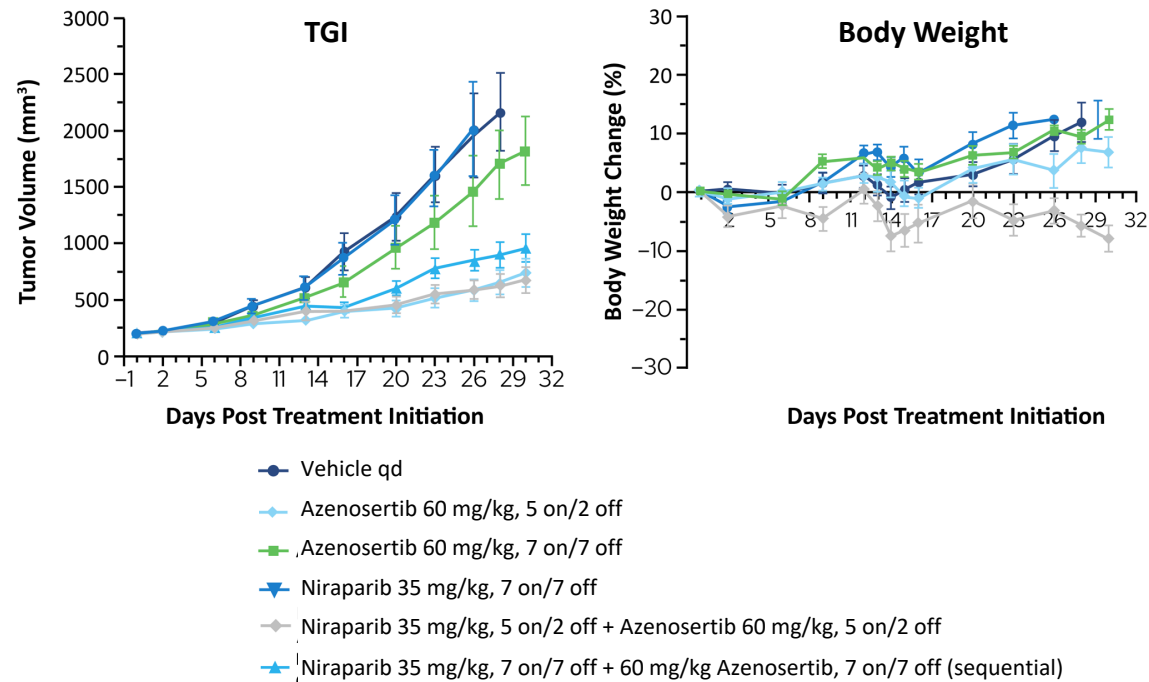 TGI
Tumor Volume (mm³)
3000
2500
2000
1500
1000
500
0
–1 2 5 8 11 14 17 20 23 26 29 32
Days Post Treatment Initiation
Body Weight
Body Weight Change (%)
30
20
10
0
–10
–20
–30
2 5 8 11 14 17 20 23 26 29 32
Days Post Treatment Initiation
Vehicle qd
Azenosertib 60 mg/kg, 5 on/2 off
Azenosertib 60 mg/kg, 7 on/7 off
Niraparib 35 mg/kg, 7 on/7 off
Niraparib 35 mg/kg, 5 on/2 off + Azenosertib 60 mg/kg, 5 on/2 off
Niraparib 35 mg/kg, 7 on/7 off + 60 mg/kg Azenosertib, 7 on/7 off (sequential)